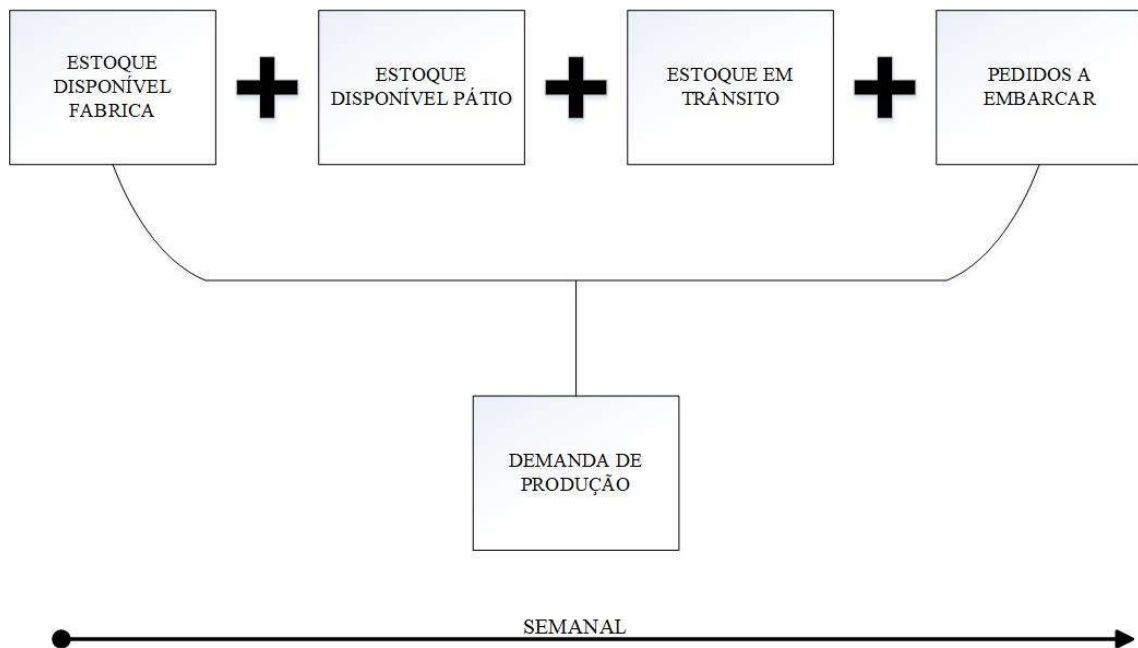 ESTOQUE
DISPONÍVEL
FABRICA
ESTOQUE
DISPONÍVEL PÁTIO
ESTOQUE EM
TRÂNSITO
PEDIDOS A
EMBARCAR
DEMANDA DE
PRODUÇÃO
SEMANAL